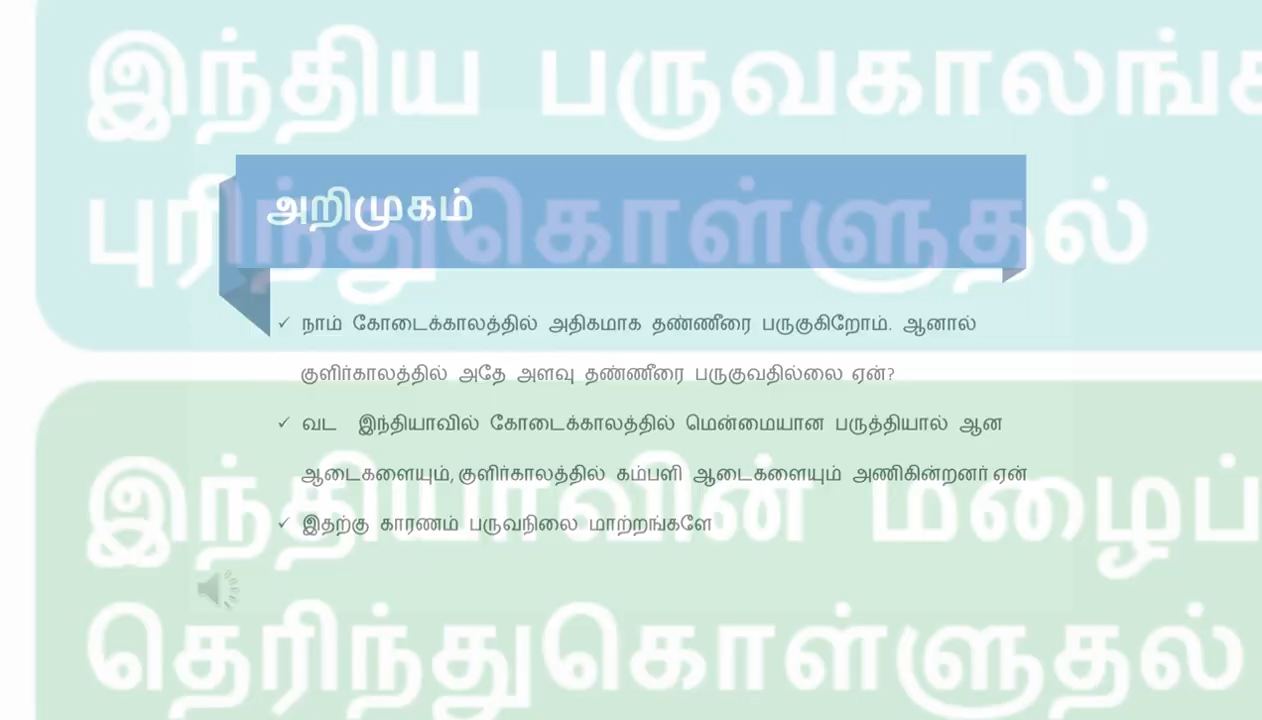 இந்திய பருவகாலங்க
புரிந்துகொள்ளுதல்
அறிமுகம்
நாம் கோடைக்காலத்தில் அதிகமாக தண்ணீரை பருகுகிறோம். ஆனால்
குளிர்காலத்தில் அதே அளவு தண்ணீரை பருகுவதில்லை ஏன்?
வட இந்தியாவில் கோடைக்காலத்தில் மென்மையான பருத்தியால் ஆன
ஆடைகளையும், குளிர்காலத்தில் கம்பளி ஆடைகளையும் அணிகின்றனர் ஏன்
இதற்கு காரணம் பருவநிலை மாற்றங்களே
இந்தியாவின் மழைப்
தெரிந்துகொள்ளுதல்